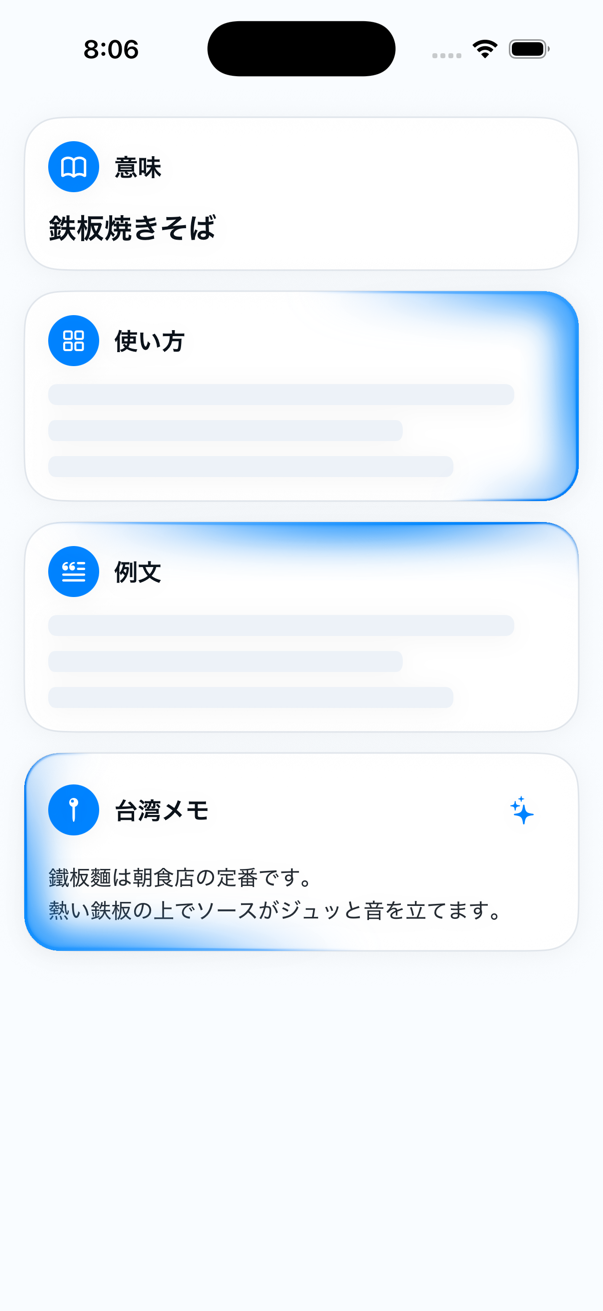 8:06
意味
鉄板焼きそば
使い方
例文
台湾メモ
鐵板麵は朝食店の定番です。
熱い鉄板の上でソースがジュッと音を立てます。